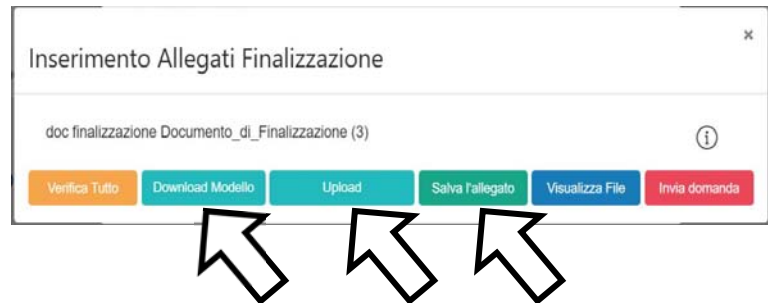 ×
Inserimento Allegati Finalizzazione
doc finalizzazione Documento_di_Finalizzazione (3)
Verifica Tutto Download Modello Upload Salva l'allegato Visualizza File Invia domanda